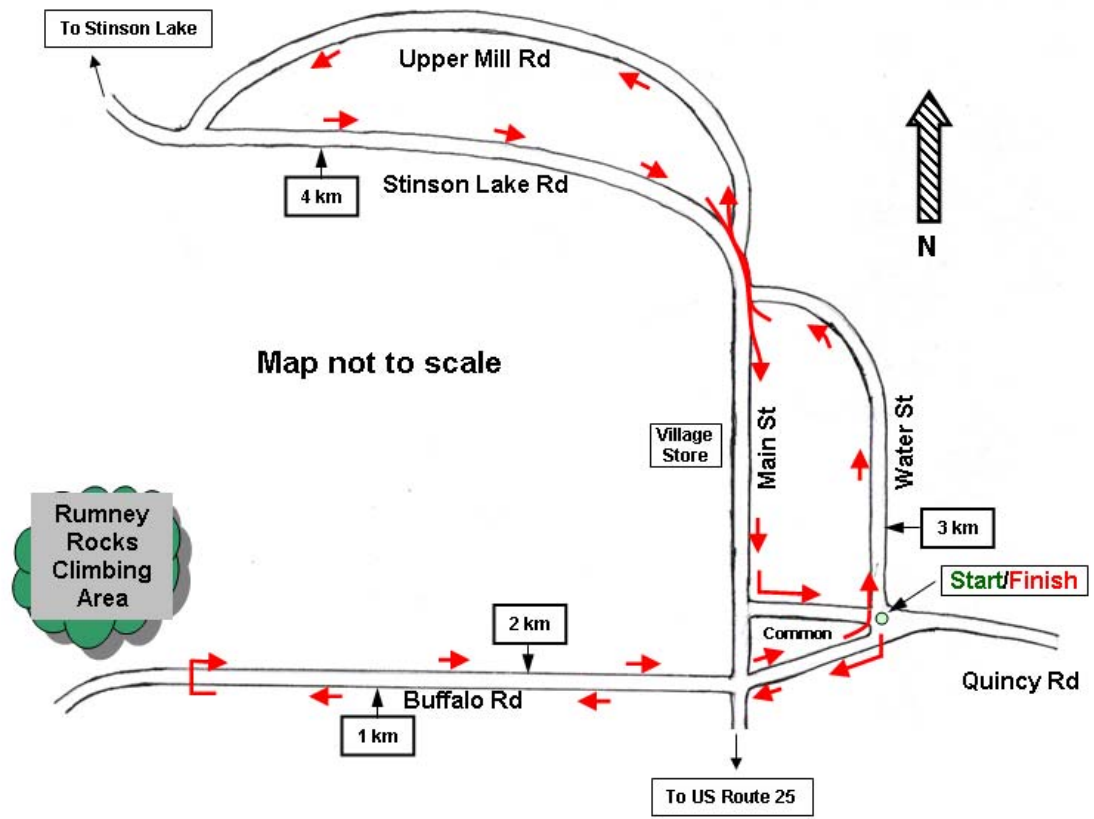 To Stinson Lake
Upper Mill Rd
4 km
Stinson Lake Rd
N
Map not to scale
Village
Store
Main St
Water St
3 km
Rumney
Rocks
Climbing
Area
Start/Finish
2 km
Common
Quincy Rd
Buffalo Rd
1 km
To US Route 25